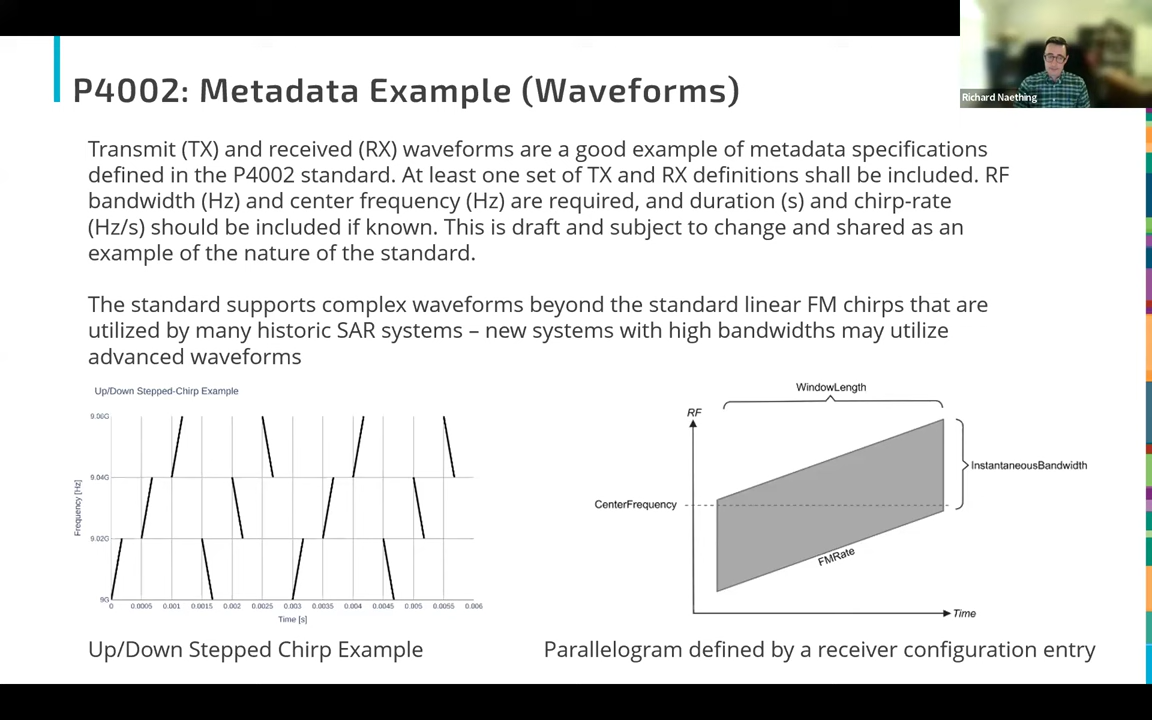 P4002: Metadata Example (Waveforms)
Richard Naething
Transmit (TX) and received (RX) waveforms are a good example of metadata specifications
defined in the P4002 standard. At least one set of TX and RX definitions shall be included. RF
bandwidth (Hz) and center frequency (Hz) are required, and duration (s) and chirp-rate
(Hz/s) should be included if known. This is draft and subject to change and shared as an
example of the nature of the standard.
The standard supports complex waveforms beyond the standard linear FM chirps that are
utilized by many historic SAR systems – new systems with high bandwidths may utilize
advanced waveforms
Up/Down Stepped-Chirp Example
9.06G
9.04G
9.02G
9G
Frequency [Hz]
0 0.0005 0.001 0.0015 0.002 0.0025 0.003 0.0035 0.004 0.0045 0.005 0.0055 0.006
Time [s]
Up/Down Stepped Chirp Example
WindowLength
RF
InstantaneousBandwidth
CenterFrequency
FMRate
Time
Parallelogram defined by a receiver configuration entry